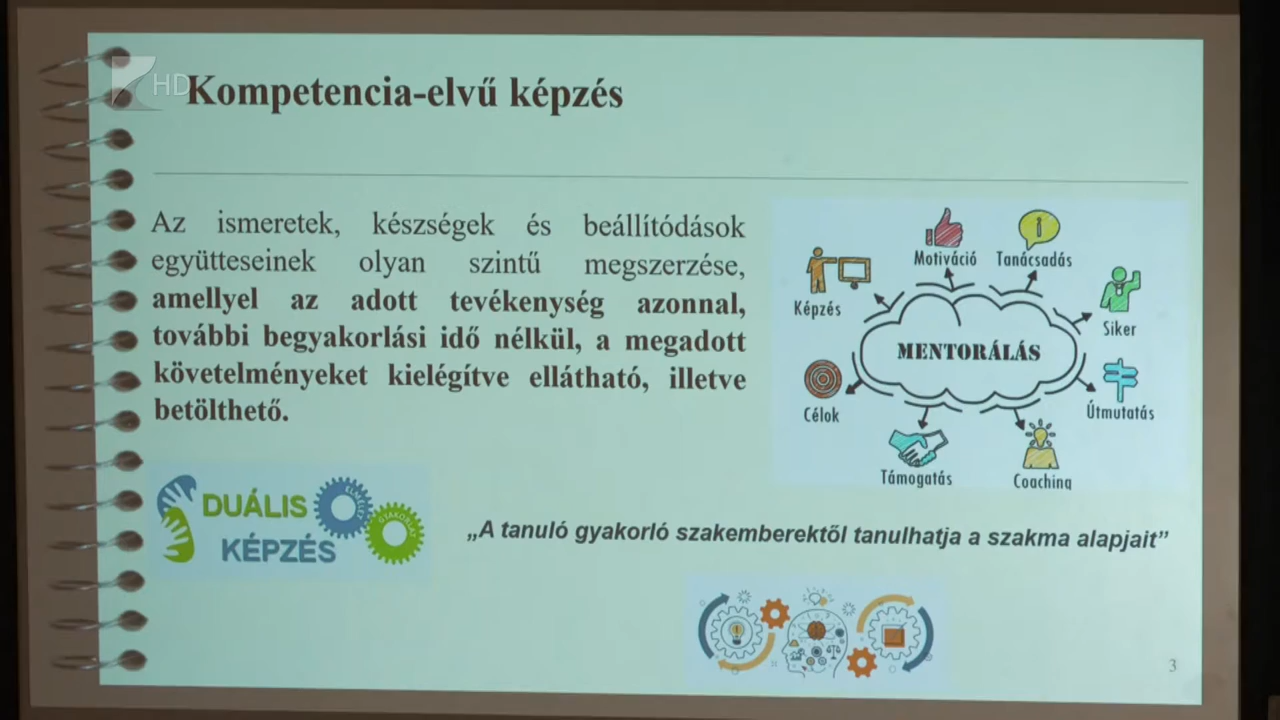 HD
Kompetencia-elvű képzés
Az ismeretek, készségek és beállítódások
együtteseinek olyan szintű megszerzése,
amellyel az adott tevékenység azonnal,
további begyakorlási idő nélkül, a megadott
követelményeket kielégítve ellátható, illetve
betölthető.
Motiváció
Tanácsadás
Képzés
Siker
MENTORÁLÁS
Célok
Útmutatás
Támogatás
Coaching
DUÁLIS
KÉPZÉS
GYAKORLAT
„A tanuló gyakorló szakemberektől tanulhatja a szakma alapjait”
3